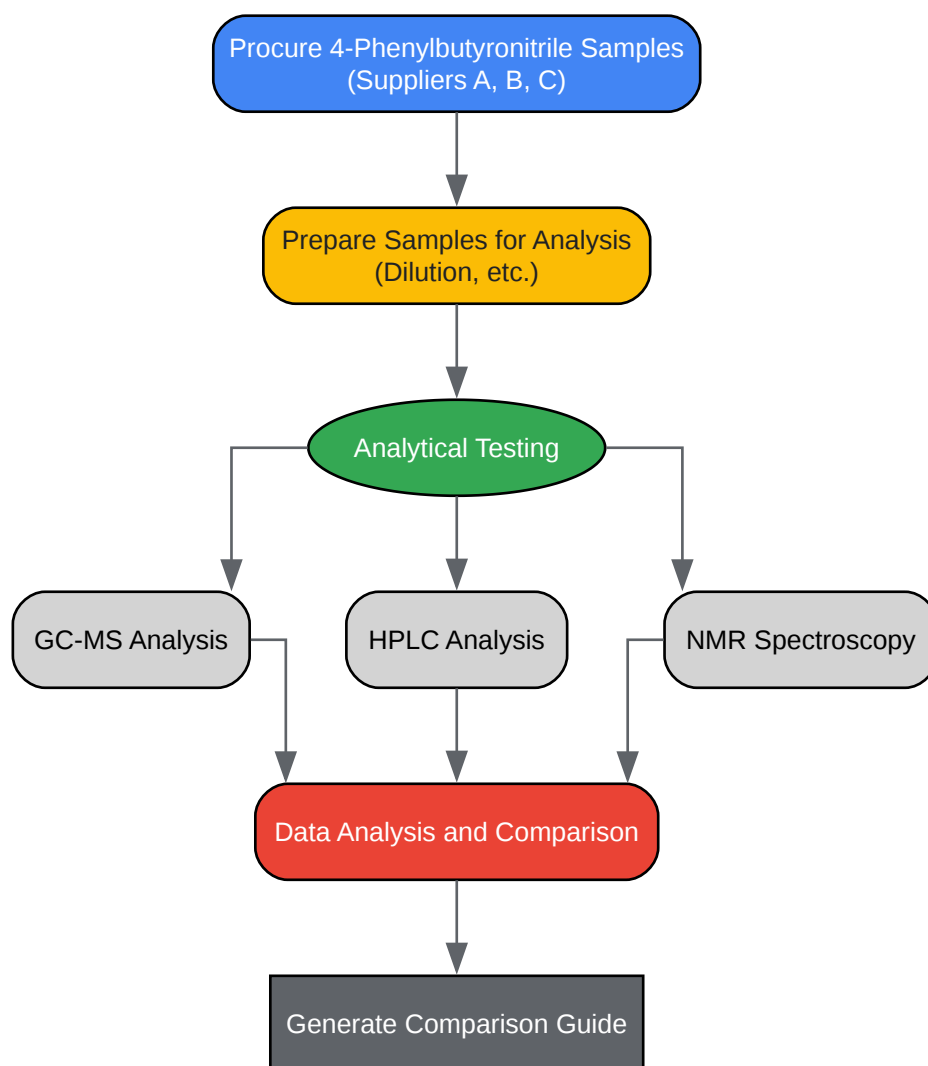 Procure 4-Phenylbutyronitrile Samples
(Suppliers A, B, C)
Prepare Samples for Analysis
(Dilution, etc.)
Analytical Testing
GC-MS Analysis
HPLC Analysis
NMR Spectroscopy
Data Analysis and Comparison
Generate Comparison Guide